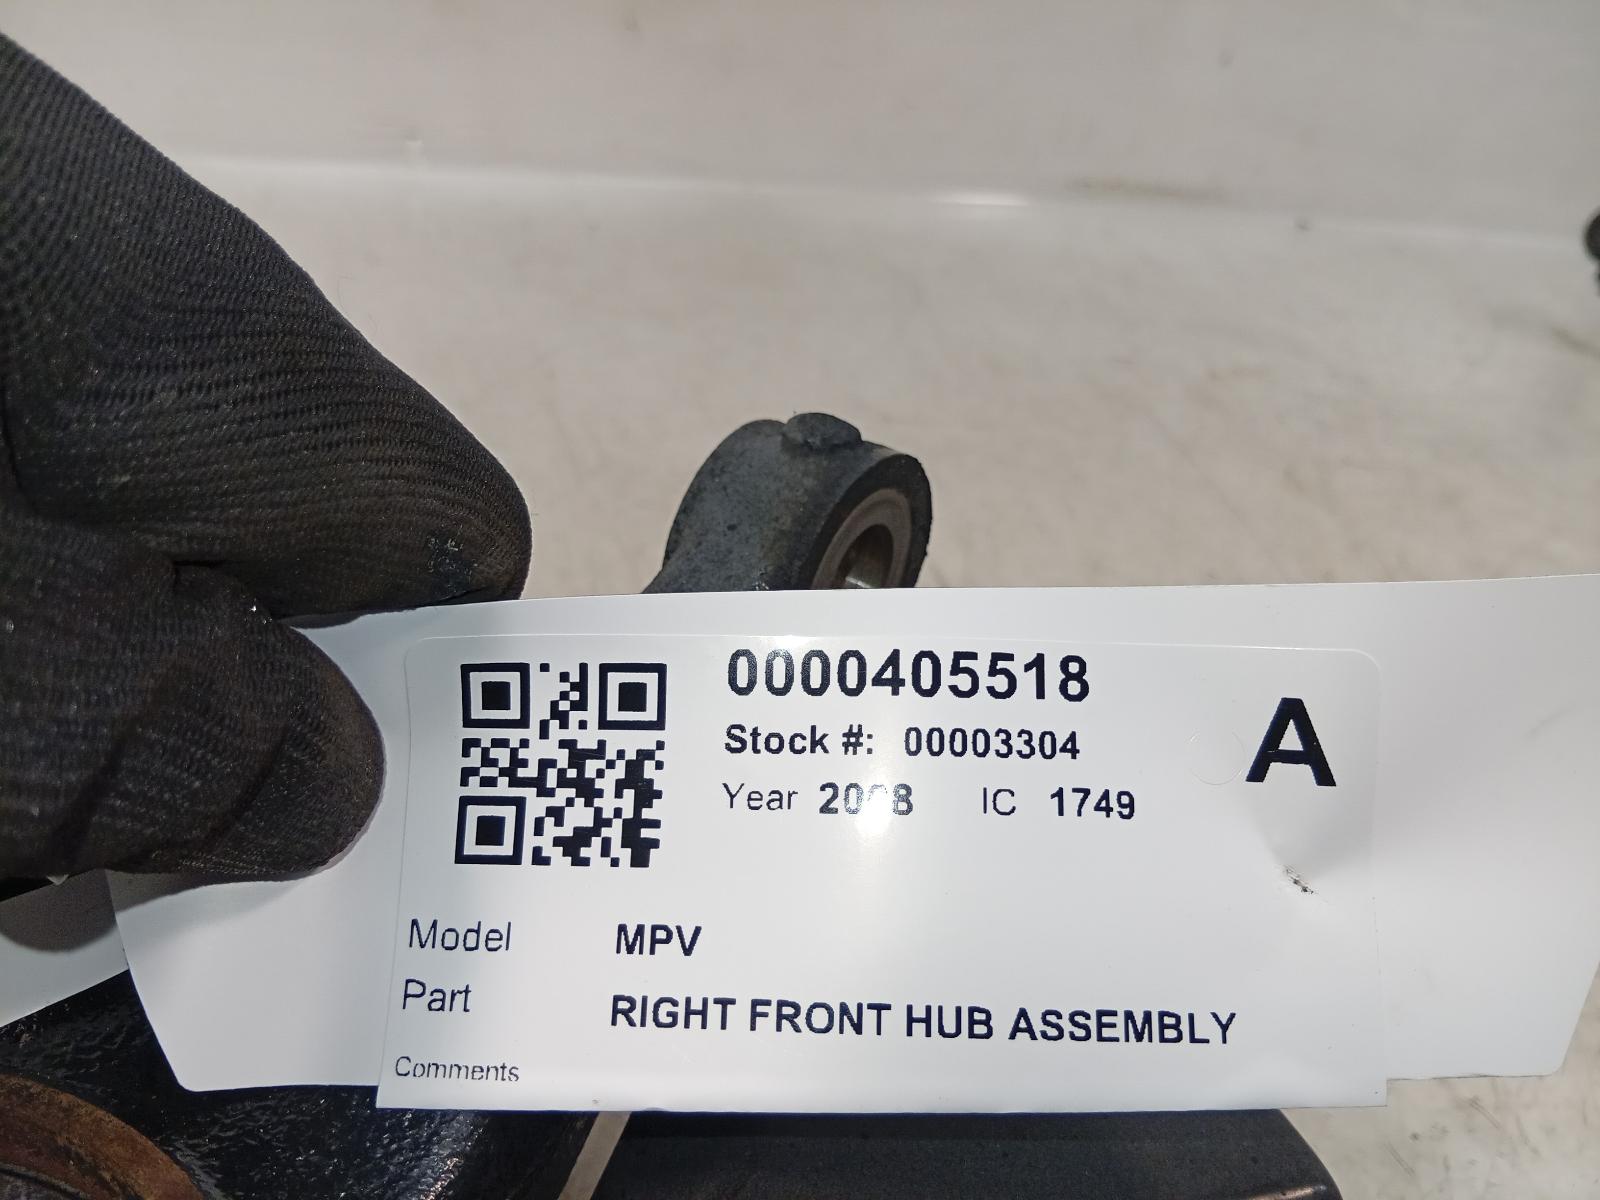 0000405518
A
Stock #: 00003304
Year IC 1749
Model MPV
Part RIGHT FRONT HUB ASSEMBLY
Comments